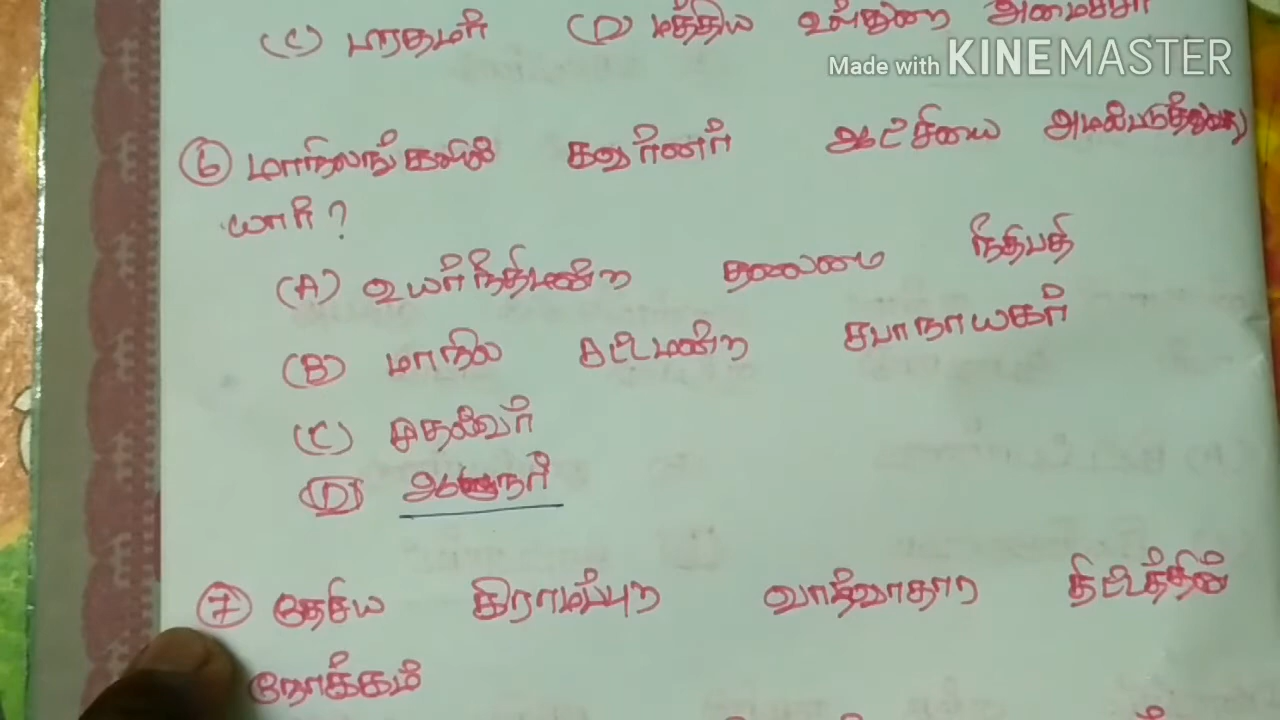 (C) பிரதமர் (D) மத்திய உள்துறை அமைச்சர்
Made with KINEMASTER
⑥ மாநிலங்களில் கவர்னர் ஆட்சியை அமல்படுத்துவது
யார்?
(A) உயர்நீதிமன்ற தலைமை நீதிபதி
(B) மாநில சட்டமன்ற சபாநாயகர்
(C) முதல்வர்
(D) ஆளுநர்
⑦ தேசிய கிராமப்புற வாழ்வாதார திட்டத்தின்
நோக்கம்